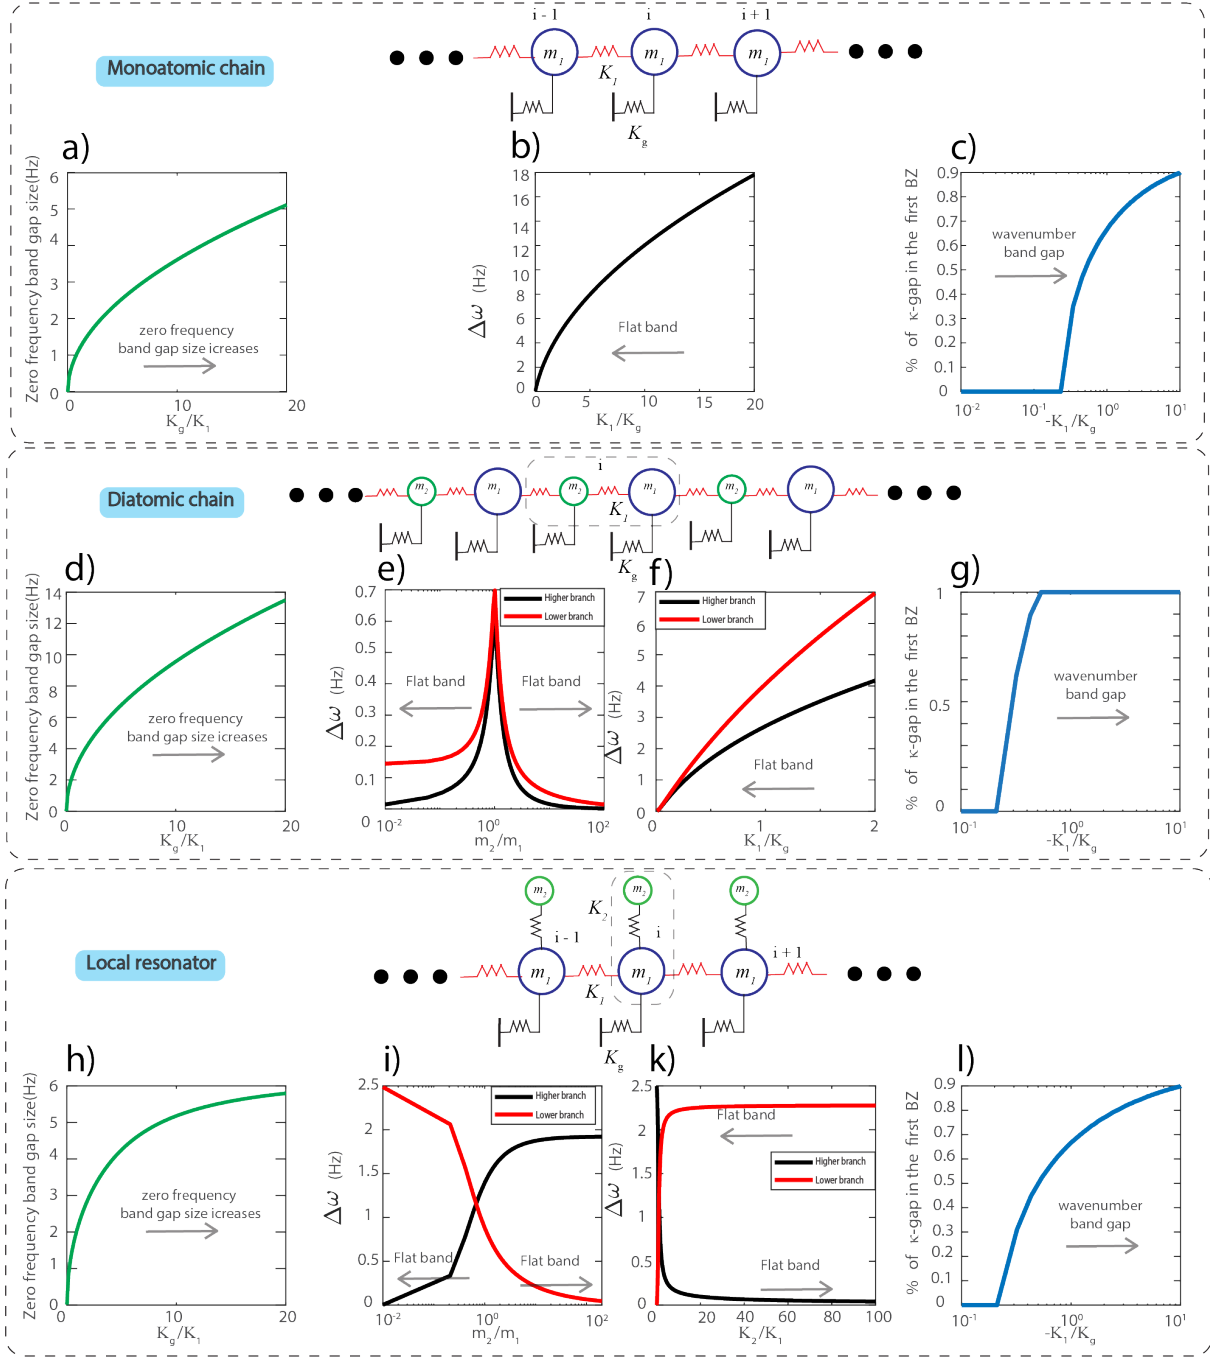 Monoatomic chain
i - 1
i
i + 1
m1
m1
m1
K1
Kg
a)
Zero frequency band gap size(Hz)
6
5
4
3
2
1
0
zero frequency
band gap size icreases
0
10
20
Kg/K1
b)
Δω (Hz)
18
16
14
12
10
8
6
4
2
0
Flat band
0
5
10
15
20
K1/Kg
c)
% of κ-gap in the first BZ
0.9
0.8
0.7
0.6
0.5
0.4
0.3
0.2
0.1
0
wavenumber
band gap
10-2
10-1
100
101
-K1/Kg
Diatomic chain
i
m2
m1
m2
m1
m2
m1
K1
Kg
d)
Zero frequency band gap size(Hz)
14
12
10
8
6
4
2
0
zero frequency
band gap size icreases
0
10
20
Kg/K1
e)
Δω (Hz)
0.7
0.6
0.5
0.4
0.3
0.2
0.1
0
Higher branch
Lower branch
Flat band
Flat band
10-2
100
102
m2/m1
f)
Δω (Hz)
7
6
5
4
3
2
1
0
Higher branch
Lower branch
Flat band
0
1
2
K1/Kg
g)
% of κ-gap in the first BZ
1
0.5
0
wavenumber
band gap
10-1
100
101
-K1/Kg
Local resonator
m2
m2
m2
K2
i - 1
i
i + 1
m1
m1
m1
K1
Kg
h)
Zero frequency band gap size(Hz)
6
5
4
3
2
1
0
zero frequency
band gap size icreases
0
10
20
Kg/K1
i)
Δω (Hz)
2.5
2
1.5
1
0.5
0
Higher branch
Lower branch
Flat band
Flat band
10-2
100
102
m2/m1
k)
Δω (Hz)
2.5
2
1.5
1
0.5
0
Flat band
Higher branch
Lower branch
Flat band
0
20
40
60
80
100
K2/K1
l)
% of κ-gap in the first BZ
0.9
0.8
0.7
0.6
0.5
0.4
0.3
0.2
0.1
0
wavenumber
band gap
10-1
100
101
-K1/Kg